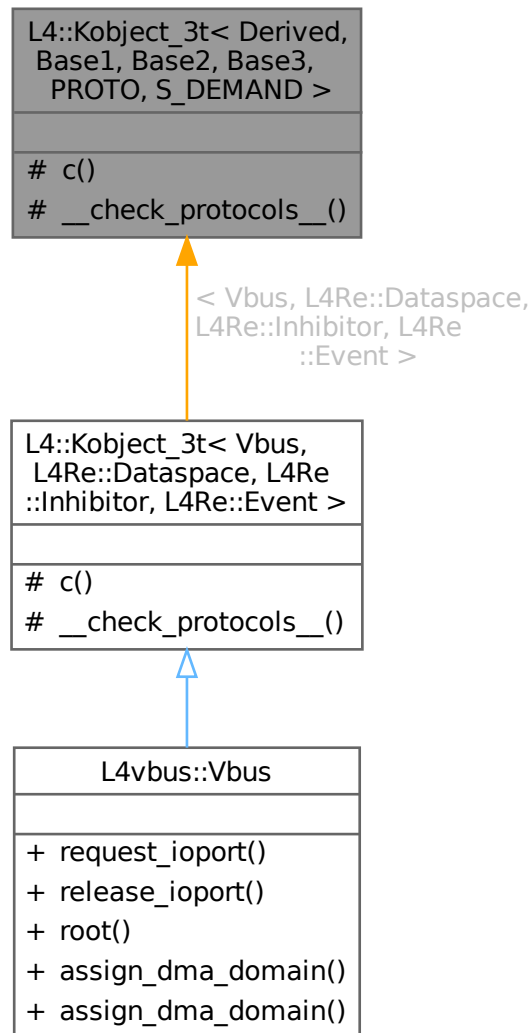 L4::Kobject_3t< Derived,
Base1, Base2, Base3,
PROTO, S_DEMAND >
# c()
# __check_protocols__()
< Vbus, L4Re::Dataspace,
L4Re::Inhibitor, L4Re
::Event >
L4::Kobject_3t< Vbus,
L4Re::Dataspace, L4Re
::Inhibitor, L4Re::Event >
# c()
# __check_protocols__()
L4vbus::Vbus
+ request_ioport()
+ release_ioport()
+ root()
+ assign_dma_domain()
+ assign_dma_domain()